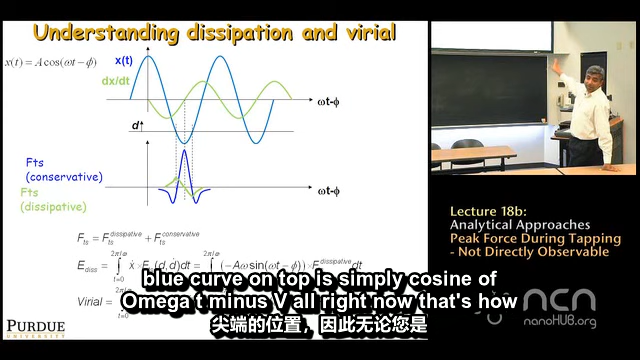 Understanding dissipation and virial
x(t) = A cos(ωt - ϕ)
x(t)
dx/dt
ωt-ϕ
d
Fts
(conservative)
Fts
(dissipative)
ωt-ϕ
Lecture 18b:
Analytical Approaches
Peak Force During Tapping
- Not Directly Observable
blue curve on top is simply cosine of
Omega t minus V all right now that's how
尖端的位置，因此无论您是
Virial
PURDUE
UNIVERSITY
ncn
nanoHUB.org